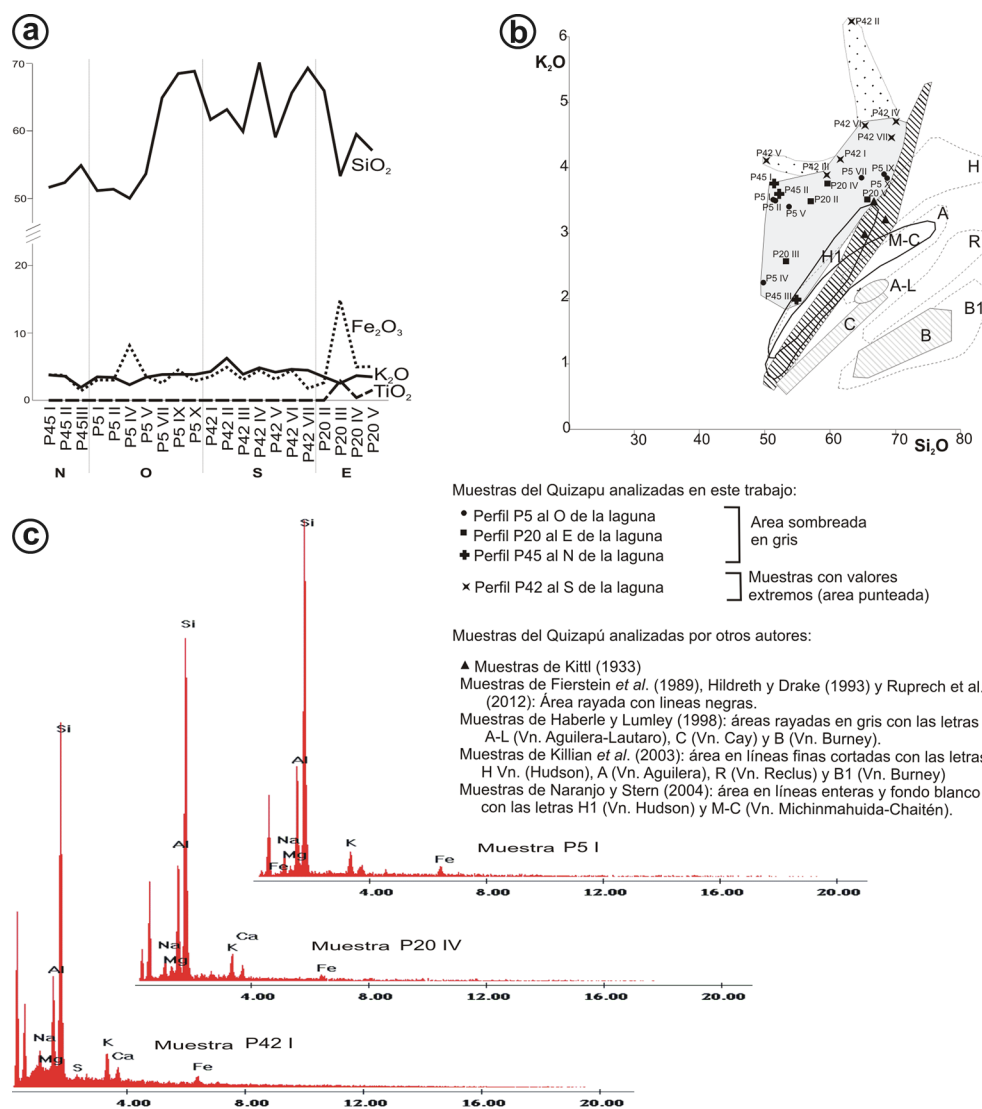 a
70
60
50
20
10
0
SiO2
Fe2O3
K2O
TiO2
P45 I
P45 II
P45III
P5 I
P5 II
P5 IV
P5 V
P5 VII
P5 IX
P5 X
P42 I
P42 II
P42 III
P42 IV
P42 V
P42 VI
P42 VII
P20 II
P20 III
P20 IV
P20 V
N O S E
b
K2O
6
5
4
3
2
1
0
30 40 50 60 70 80
Si2O
P42 II
P42 IV
P42 VI
P42 VII
P42 V
P42 I
P42 III
P5 VII
P5 IX
P45 I
P5 X
P20 IV
P45 II
P5 I
P5 II
P20 II
P20 V
P5 V
P20 III
P5 IV
P45 III
H
A
M-C
H1
R
A-L
B1
C
B
Muestras del Quizapu analizadas en este trabajo:
Perfil P5 al O de la laguna
Perfil P20 al E de la laguna
Perfil P45 al N de la laguna
Area sombreada
en gris
Perfil P42 al S de la laguna
Muestras con valores
extremos (area punteada)
Muestras del Quizapú analizadas por otros autores:
Muestras de Kittl (1933)
Muestras de Fierstein et al. (1989), Hildreth y Drake (1993) y Ruprech et al.
(2012): Área rayada con lineas negras.
Muestras de Haberle y Lumley (1998): áreas rayadas en gris con las letras
A-L (Vn. Aguilera-Lautaro), C (Vn. Cay) y B (Vn. Burney).
Muestras de Killian et al. (2003): área en líneas finas cortadas con las letras
H Vn. (Hudson), A (Vn. Aguilera), R (Vn. Reclus) y B1 (Vn. Burney)
Muestras de Naranjo y Stern (2004): área en líneas enteras y fondo blanco
con las letras H1 (Vn. Hudson) y M-C (Vn. Michinmahuida-Chaitén).
c
Si
Al
Na
Mg
Fe
K
Fe
Muestra P5 I
4.00 8.00 12.00 16.00 20.00
Si
Al
Na
Mg
K
Ca
Fe
Muestra P20 IV
4.00 8.00 12.00 16.00 20.00
Si
Al
Na
Mg
S
K
Ca
Fe
Muestra P42 I
4.00 8.00 12.00 16.00 20.00